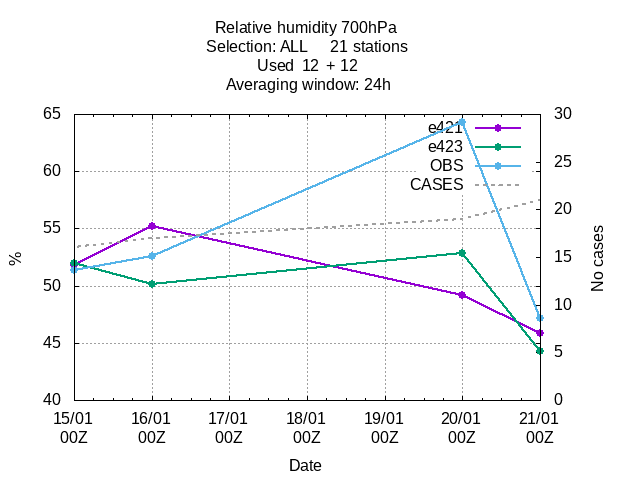 Relative humidity 700hPa
Selection: ALL 21 stations
Used 12 + 12
Averaging window: 24h
65
60
55
50
45
40
%
30
25
20
15
10
5
0
No cases
e421
e423
OBS
CASES
15/01 16/01 17/01 18/01 19/01 20/01 21/01
00Z 00Z 00Z 00Z 00Z 00Z 00Z
Date